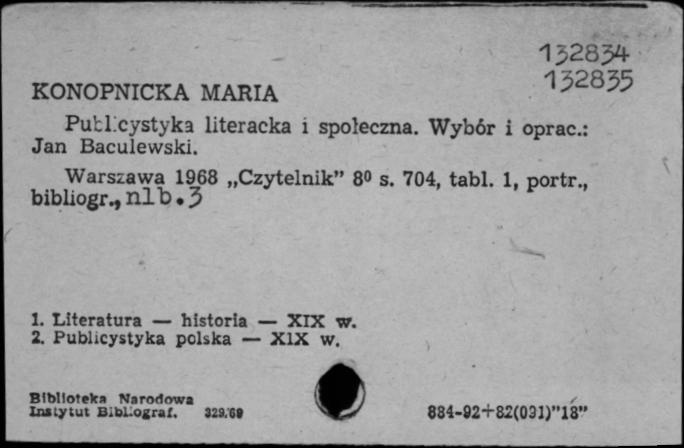 132834
132835
KONOPNICKA MARIA
Publicystyka literacka i społeczna. Wybór i oprac.:
Jan Baculewski.
Warszawa 1968 „Czytelnik” 8⁰ s. 704, tabl. 1, portr.,
bibliogr., nlb. 3
1. Literatura — historia — XIX w.
2. Publicystyka polska — XIX w.
Biblioteka Narodowa
Instytut Bibliograf. 329/69
884-92+82(091)”18”